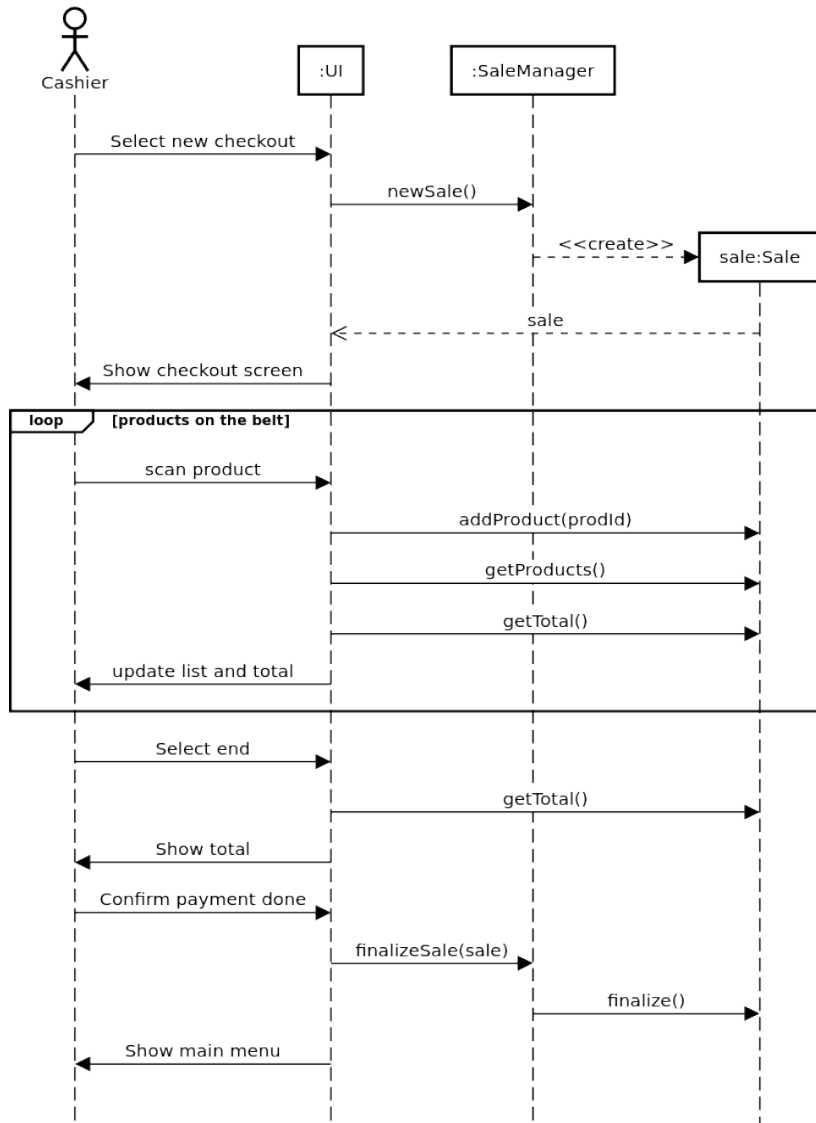 Cashier
:UI
:SaleManager
Select new checkout
newSale()
<<create>>
sale:Sale
sale
Show checkout screen
loop
[products on the belt]
scan product
addProduct(prodId)
getProducts()
getTotal()
update list and total
Select end
getTotal()
Show total
Confirm payment done
finalizeSale(sale)
finalize()
Show main menu